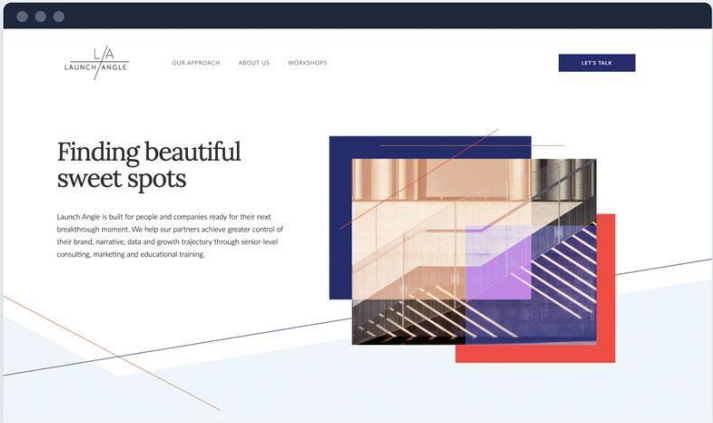 L/A
LAUNCH/ANGLE
OUR APPROACH ABOUT US WORKSHOPS
LET'S TALK
Finding beautiful
sweet spots
Launch Angle is built for people and companies ready for their next
breakthrough moment. We help our partners achieve greater control of
their brand, narrative, data and growth trajectory through senior-level
consulting, marketing and educational training.